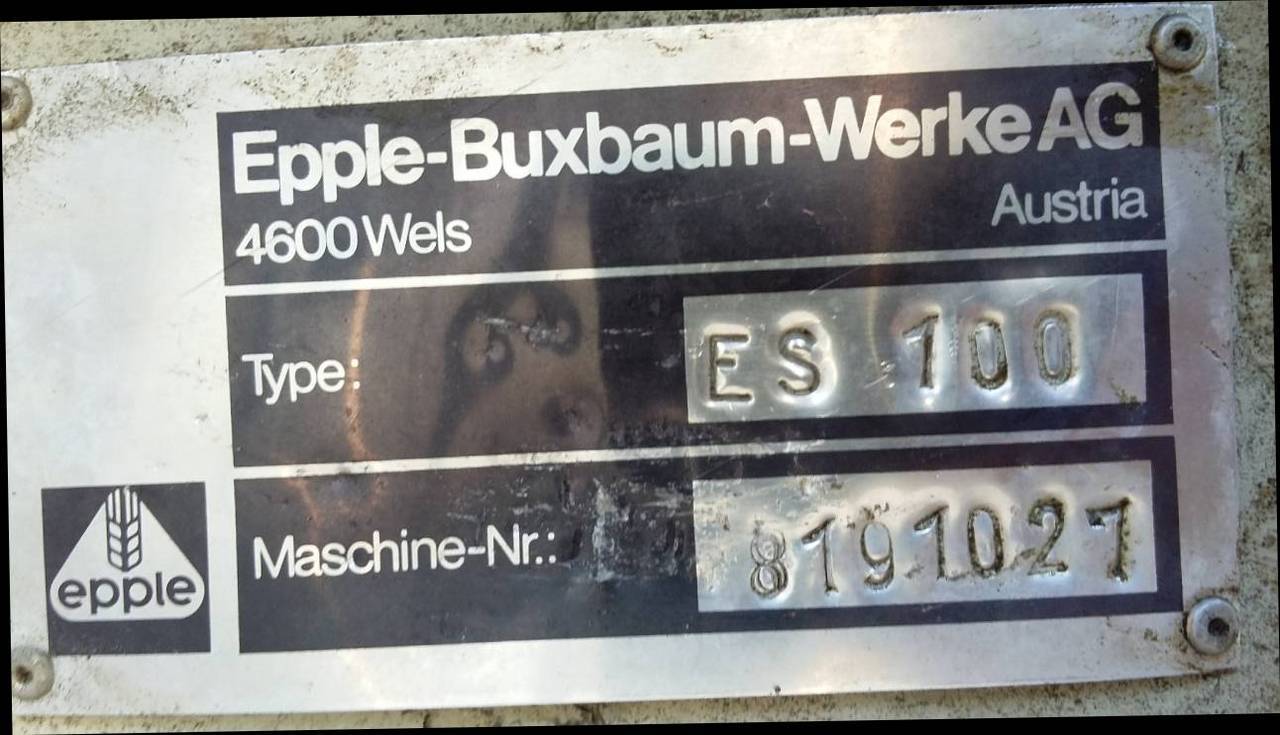 Epple-Buxbaum-Werke AG
4600 Wels Austria
Type: ES 100
Maschine-Nr.: 8191027
epple